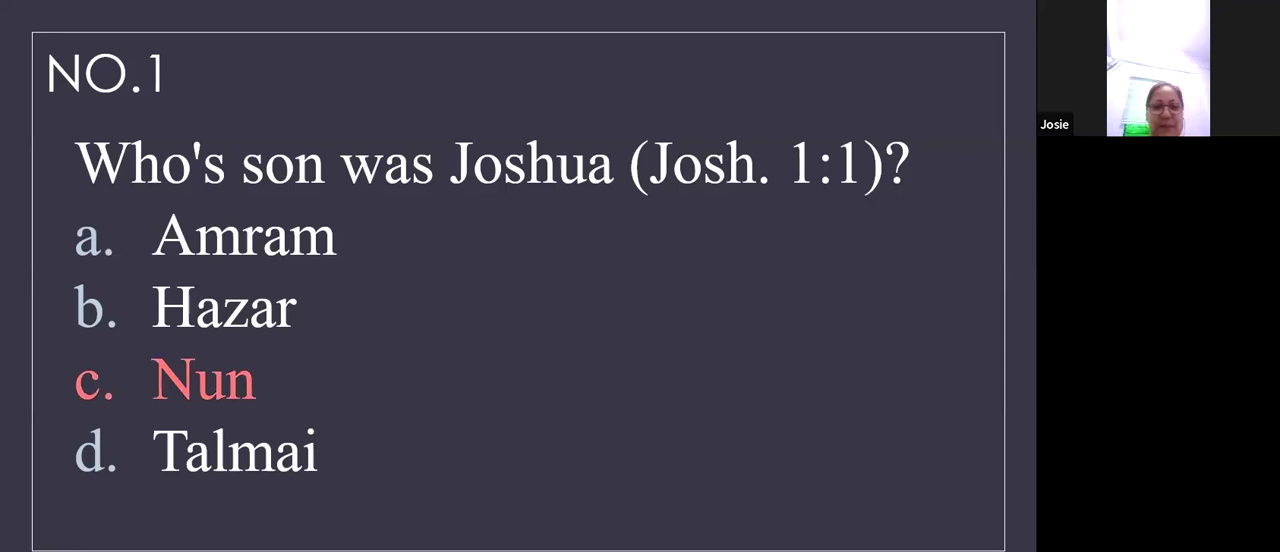 NO.1
Who's son was Joshua (Josh. 1:1)?
a. Amram
b. Hazar
c. Nun
d. Talmai
Josie